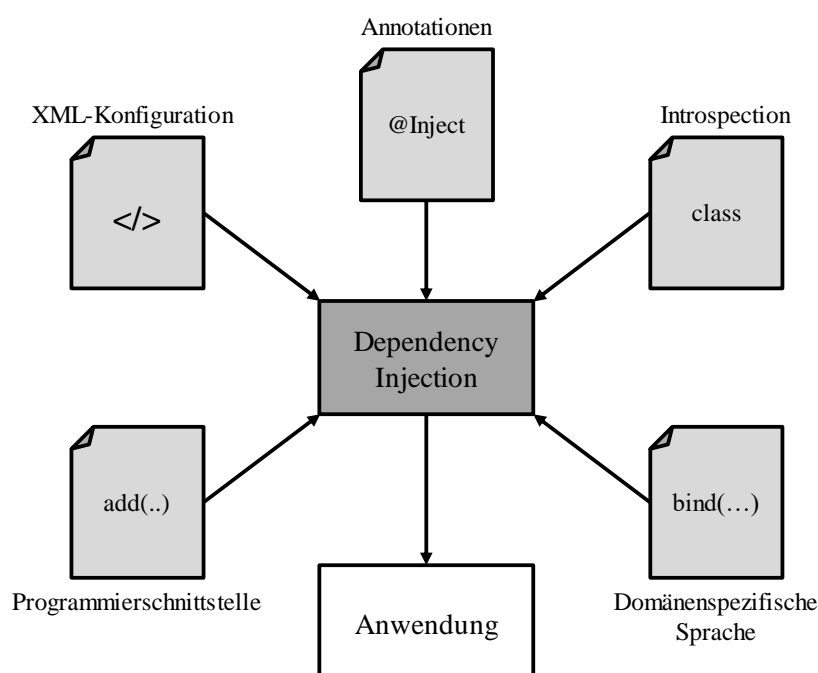 Annotationen
@Inject
XML-Konfiguration
</>
Introspection
class
Dependency
Injection
add(..)
Programmierschnittstelle
bind(…)
Domänenspezifische
Sprache
Anwendung